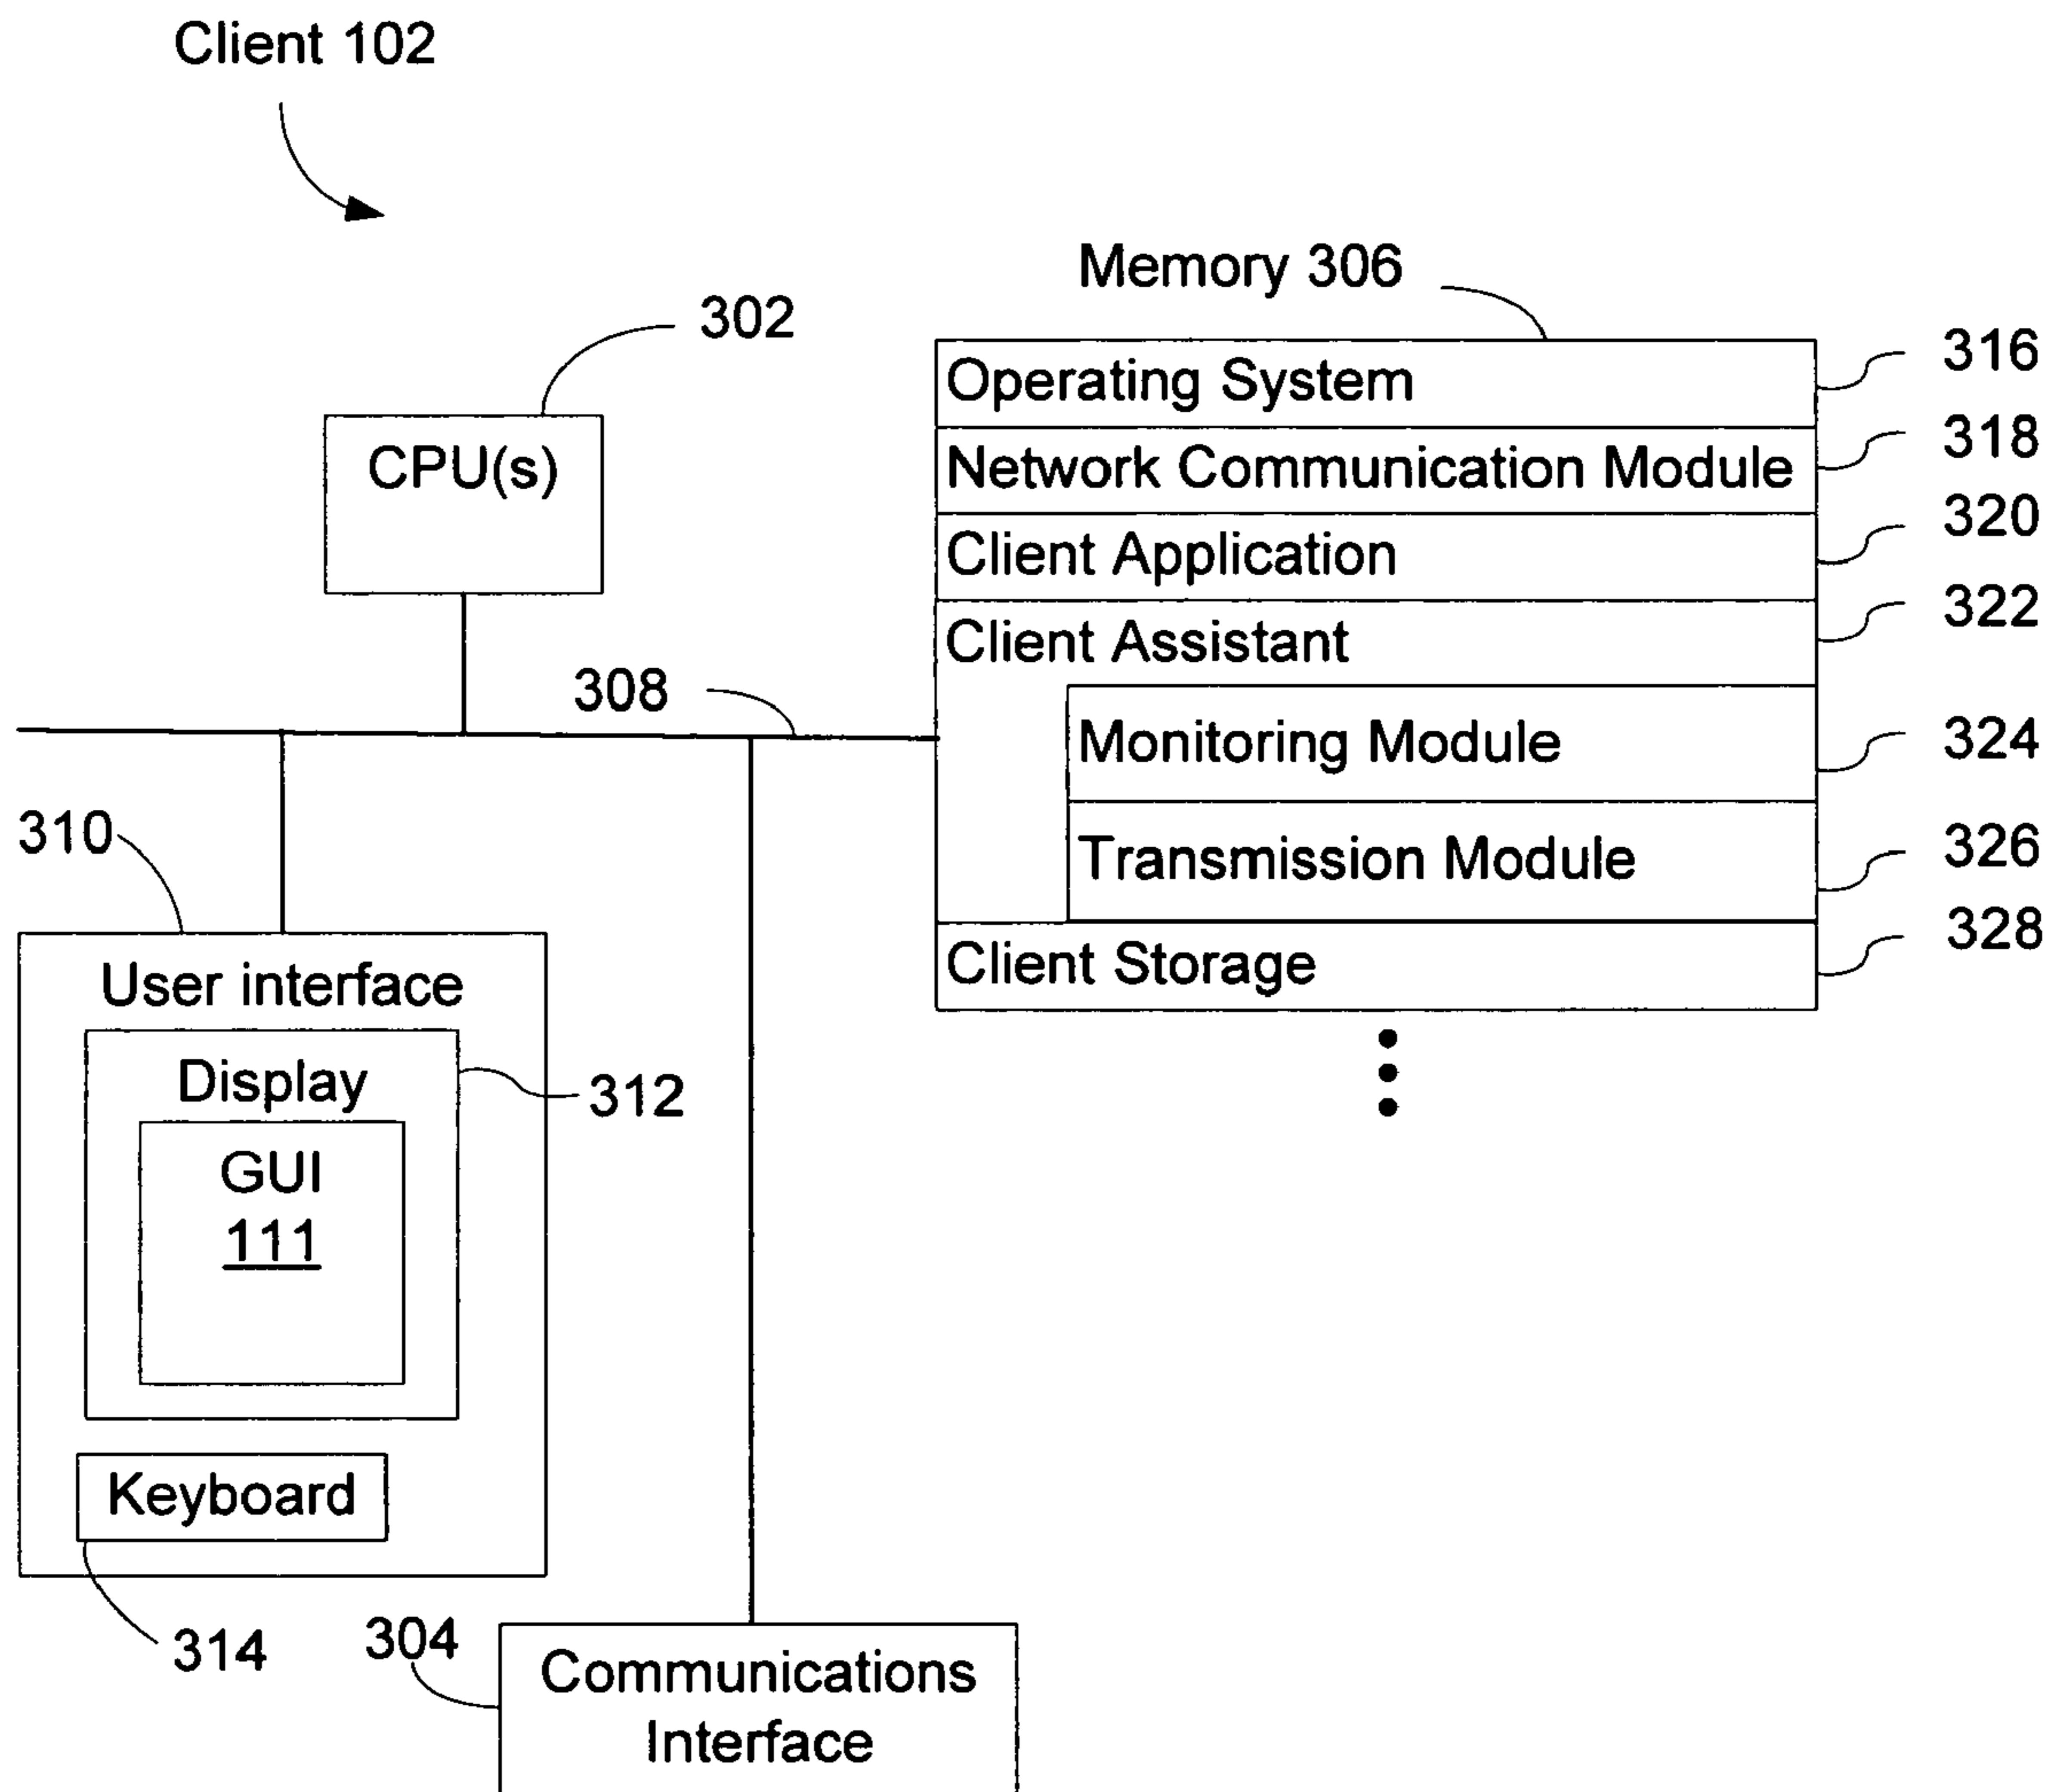 Client 102
Memory 306
302
CPU(s)
Operating System
316
Network Communication Module
318
Client Application
320
Client Assistant
322
308
Monitoring Module
324
Transmission Module
326
Client Storage
328
310
User interface
Display
312
GUI
111
Keyboard
314
304
Communications
Interface